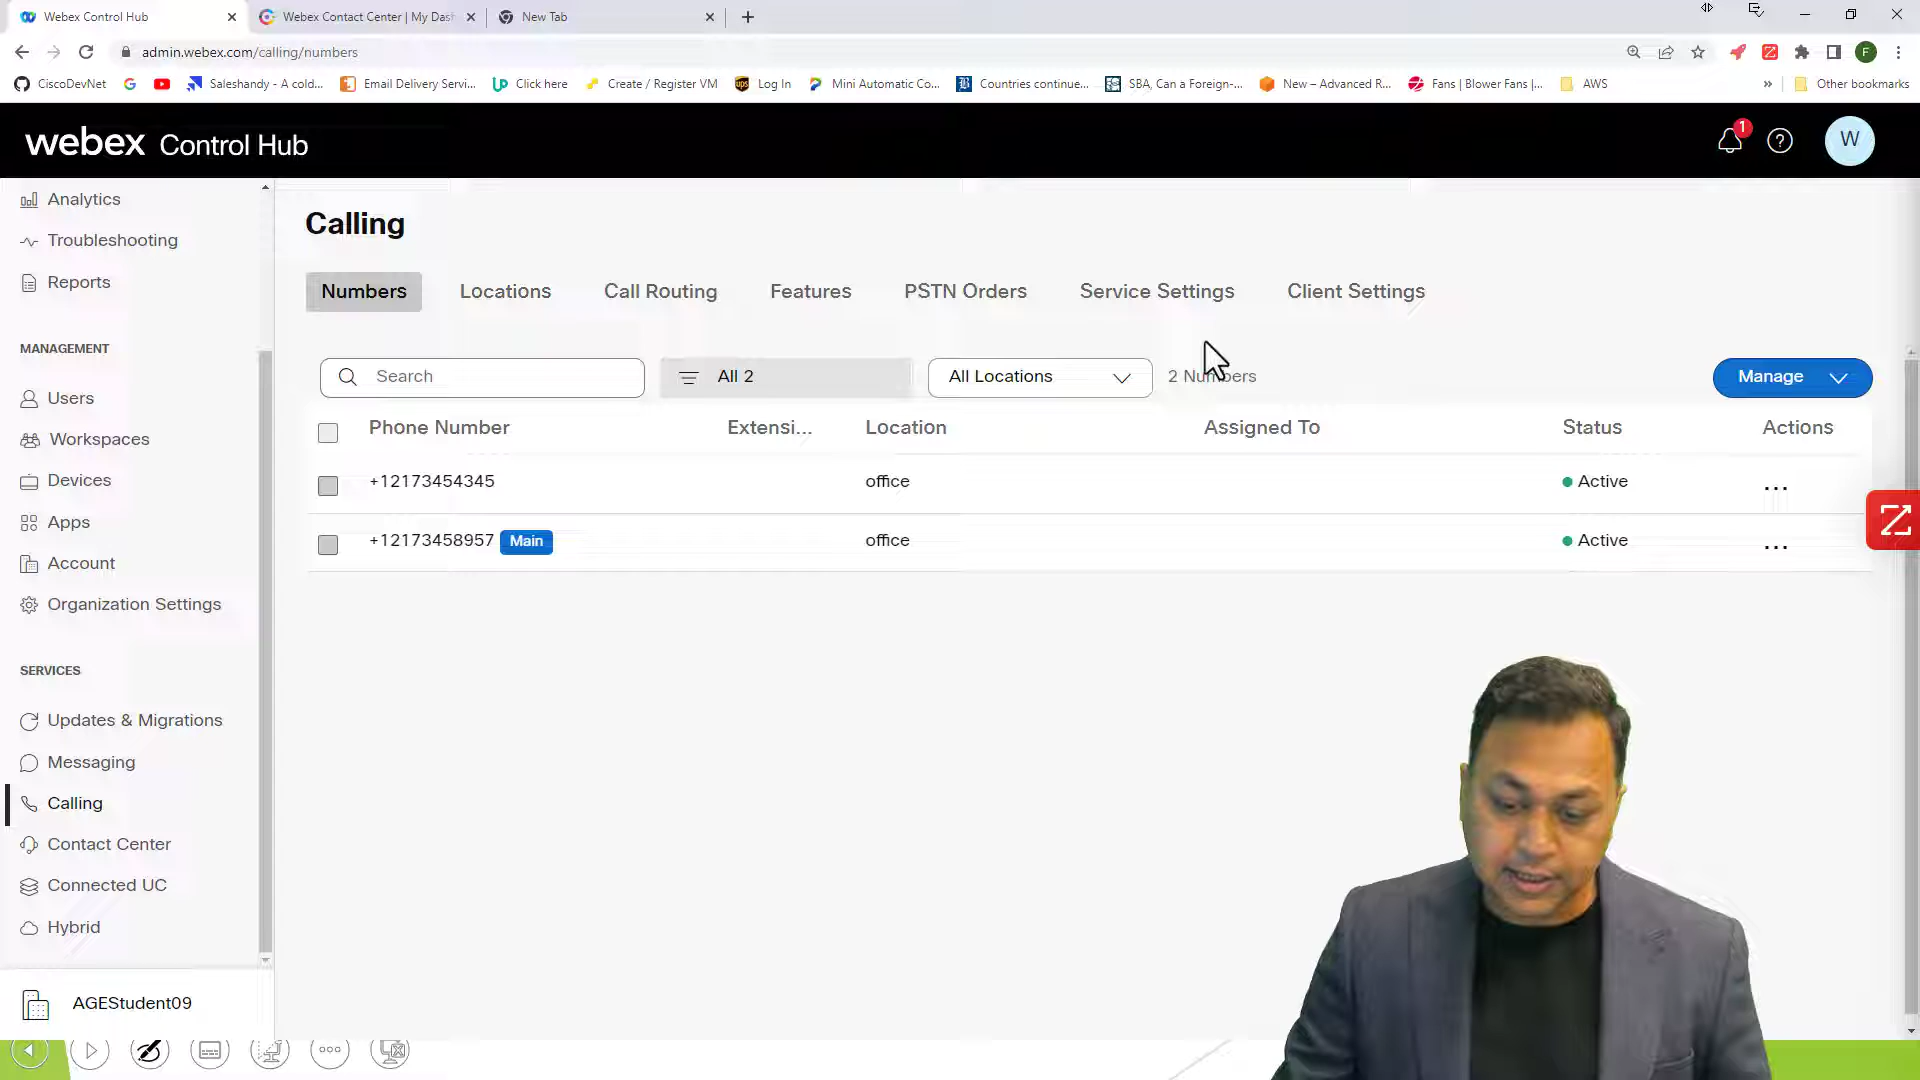 Webex Control Hub
Webex Contact Center | My Dash
New Tab
admin.webex.com/calling/numbers
F
CiscoDevNet
Saleshandy - A cold...
Email Delivery Servi...
Click here
Create / Register VM
Log In
Mini Automatic Co...
Countries continue...
SBA, Can a Foreign-...
New – Advanced R...
Fans | Blower Fans |...
AWS
»
Other bookmarks
webex Control Hub
1
W
Analytics
Troubleshooting
Reports
MANAGEMENT
Users
Workspaces
Devices
Apps
Account
Organization Settings
SERVICES
Updates & Migrations
Messaging
Calling
Contact Center
Connected UC
Hybrid
AGEStudent09
Calling
Numbers Locations Call Routing Features PSTN Orders Service Settings Client Settings
Search All 2 All Locations 2 Numbers Manage
Phone Number Extensi... Location Assigned To Status Actions
+12173454345 office Active ...
+12173458957 Main office Active ...